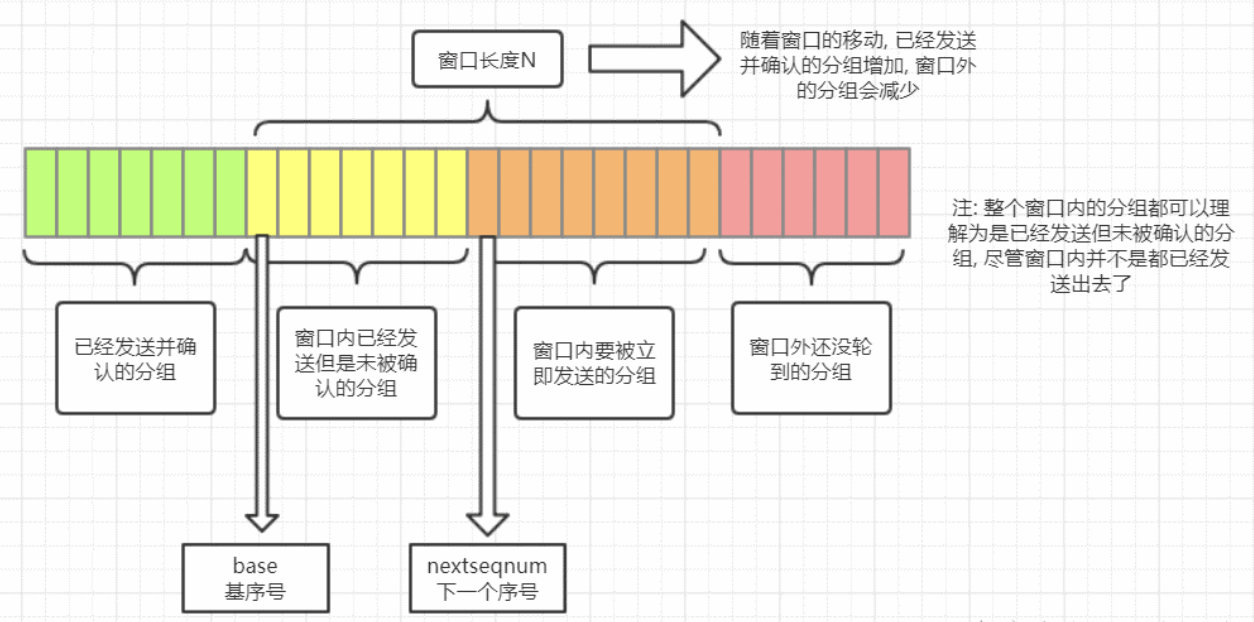 窗口长度N
随着窗口的移动, 已经发送
并确认的分组增加, 窗口外
的分组会减少
注: 整个窗口内的分组都可以理
解为是已经发送但未被确认的分
组, 尽管窗口内并不是都已经发
送出去了
已经发送并确
认的分组
窗口内已经发
送但是未被确
认的分组
窗口内要被立
即发送的分组
窗口外还没轮
到的分组
base
基序号
nextseqnum
下一个序号